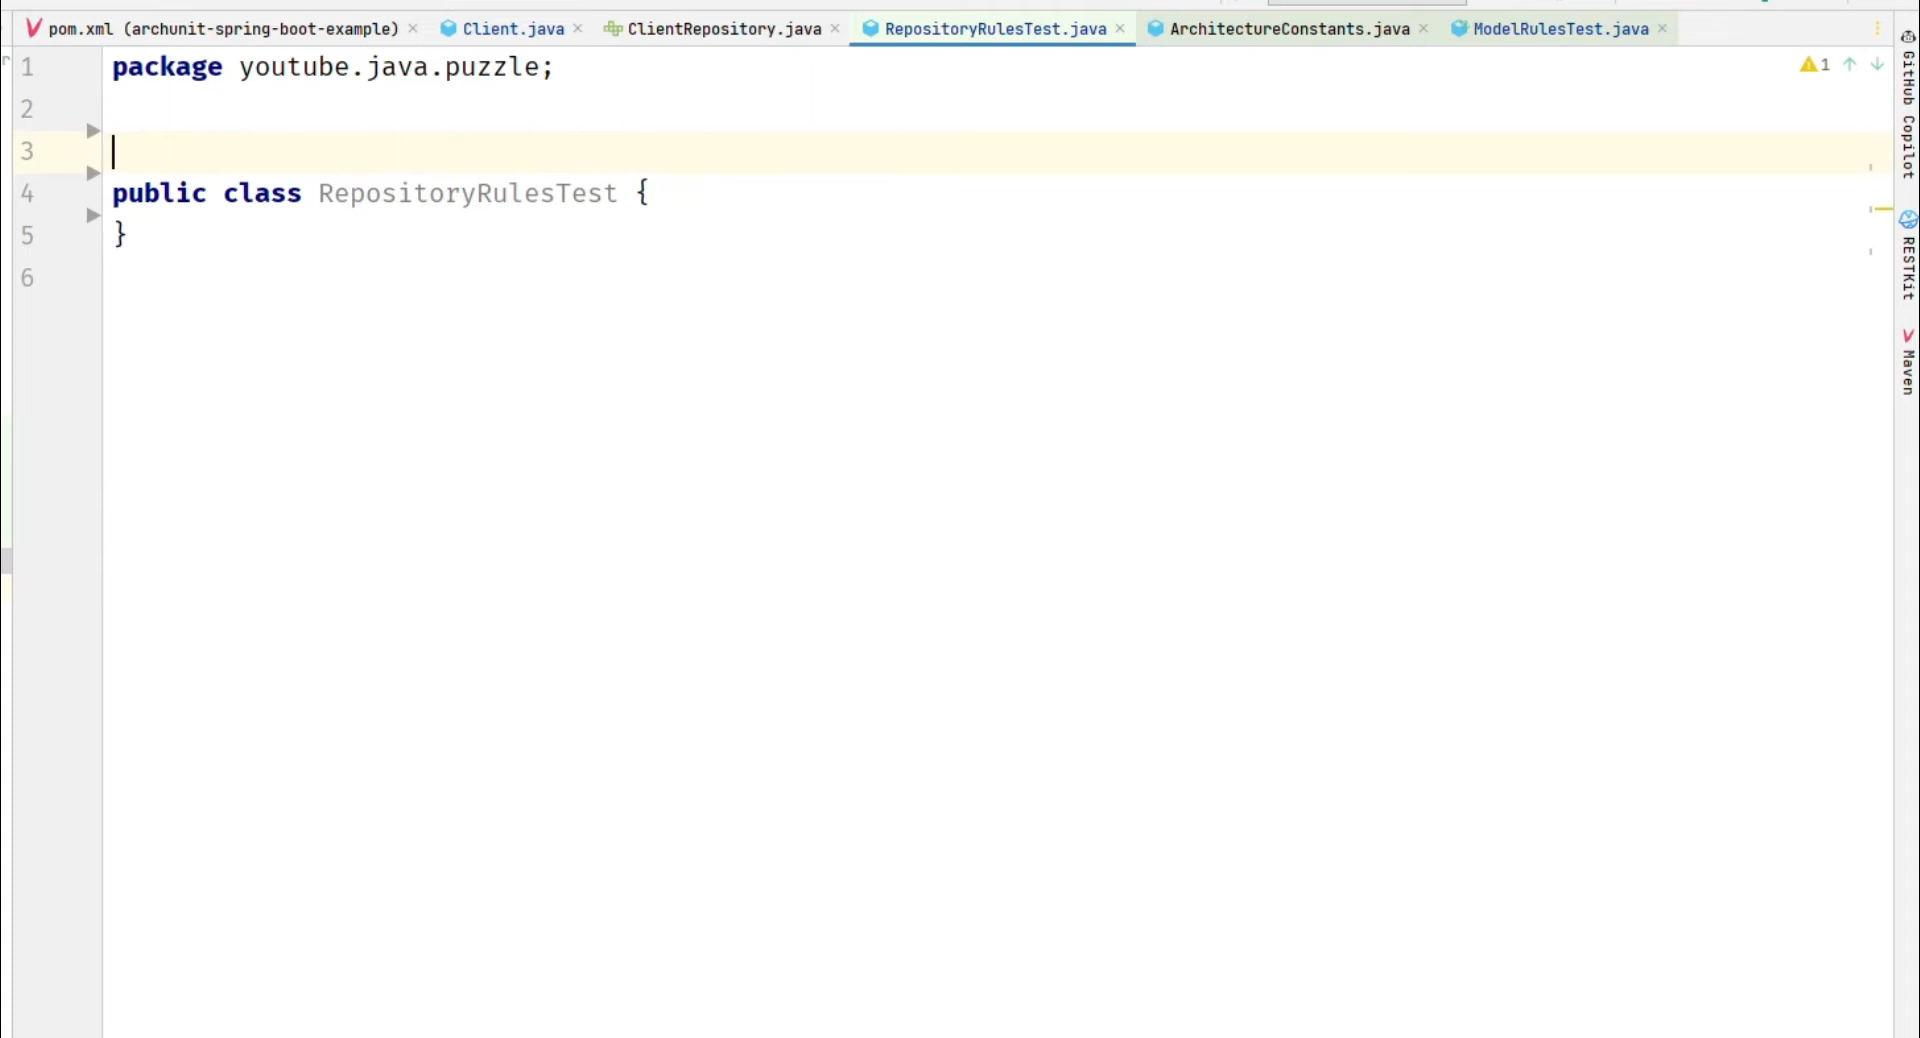 pom.xml (archunit-spring-boot-example) Client.java ClientRepository.java RepositoryRulesTest.java ArchitectureConstants.java ModelRulesTest.java
1 package youtube.java.puzzle;
1
2
3
4 public class RepositoryRulesTest {
5 }
6
GitHub Copilot
RESTKit
Maven